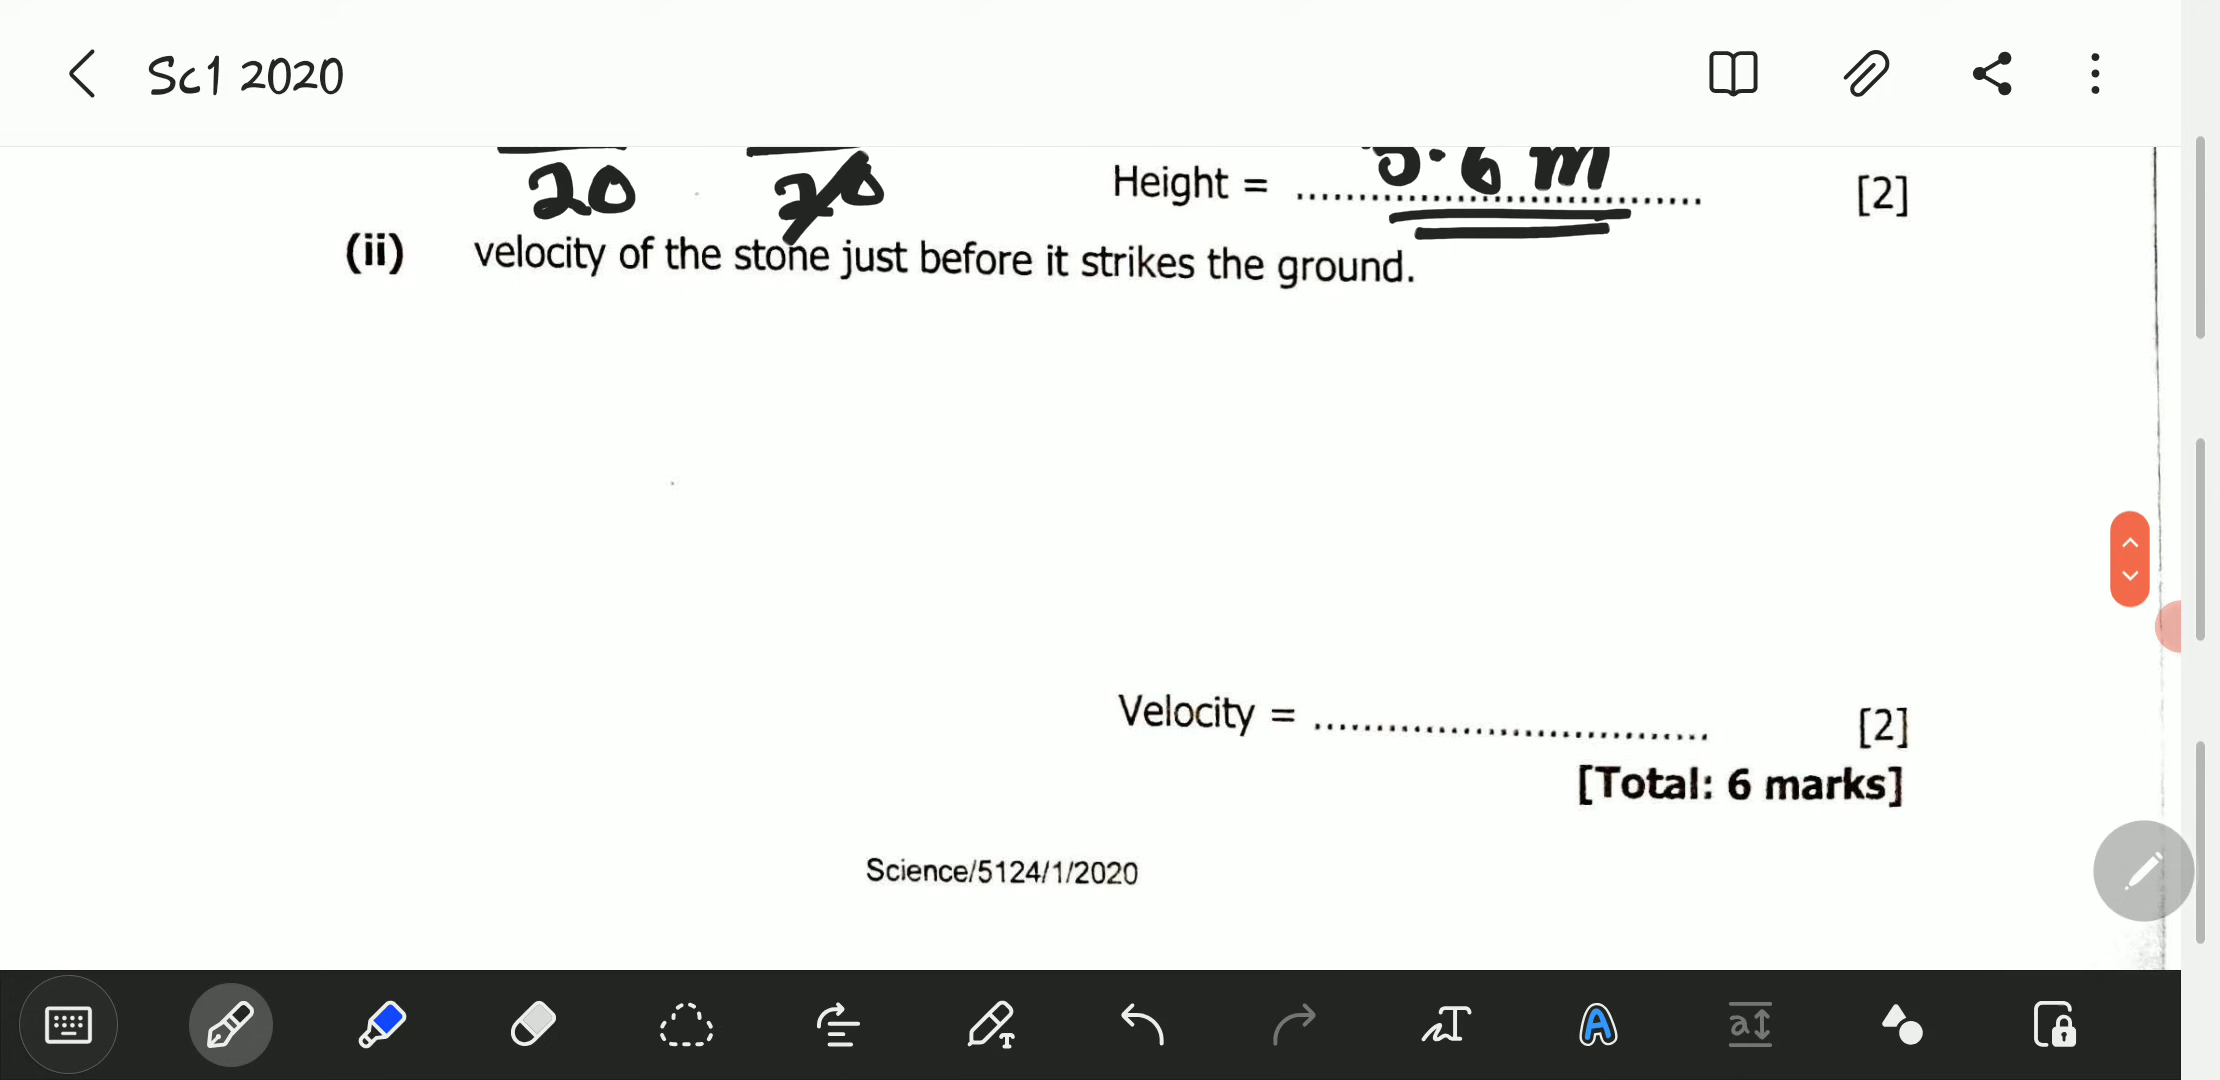 Sc1 2020
20 20 Height = .6 m [2]
(ii) velocity of the stone just before it strikes the ground.
Velocity = .................................. [2]
[Total: 6 marks]
Science/5124/1/2020